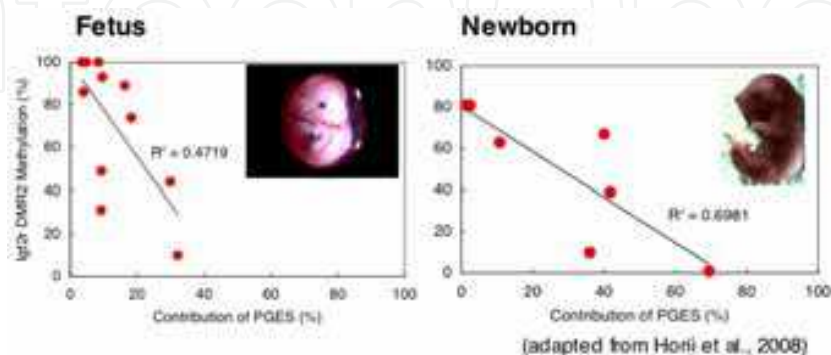 Fetus
Newborn
Igf2r DMR2 Methylation (%)
100
80
60
40
20
0
R² = 0.4719
0 20 40 60 80 100
Contribution of PGES (%)
100
80
60
40
20
0
R² = 0.6981
0 20 40 60 80 100
Contribution of PGES (%)
(adapted from Horii et al., 2008)